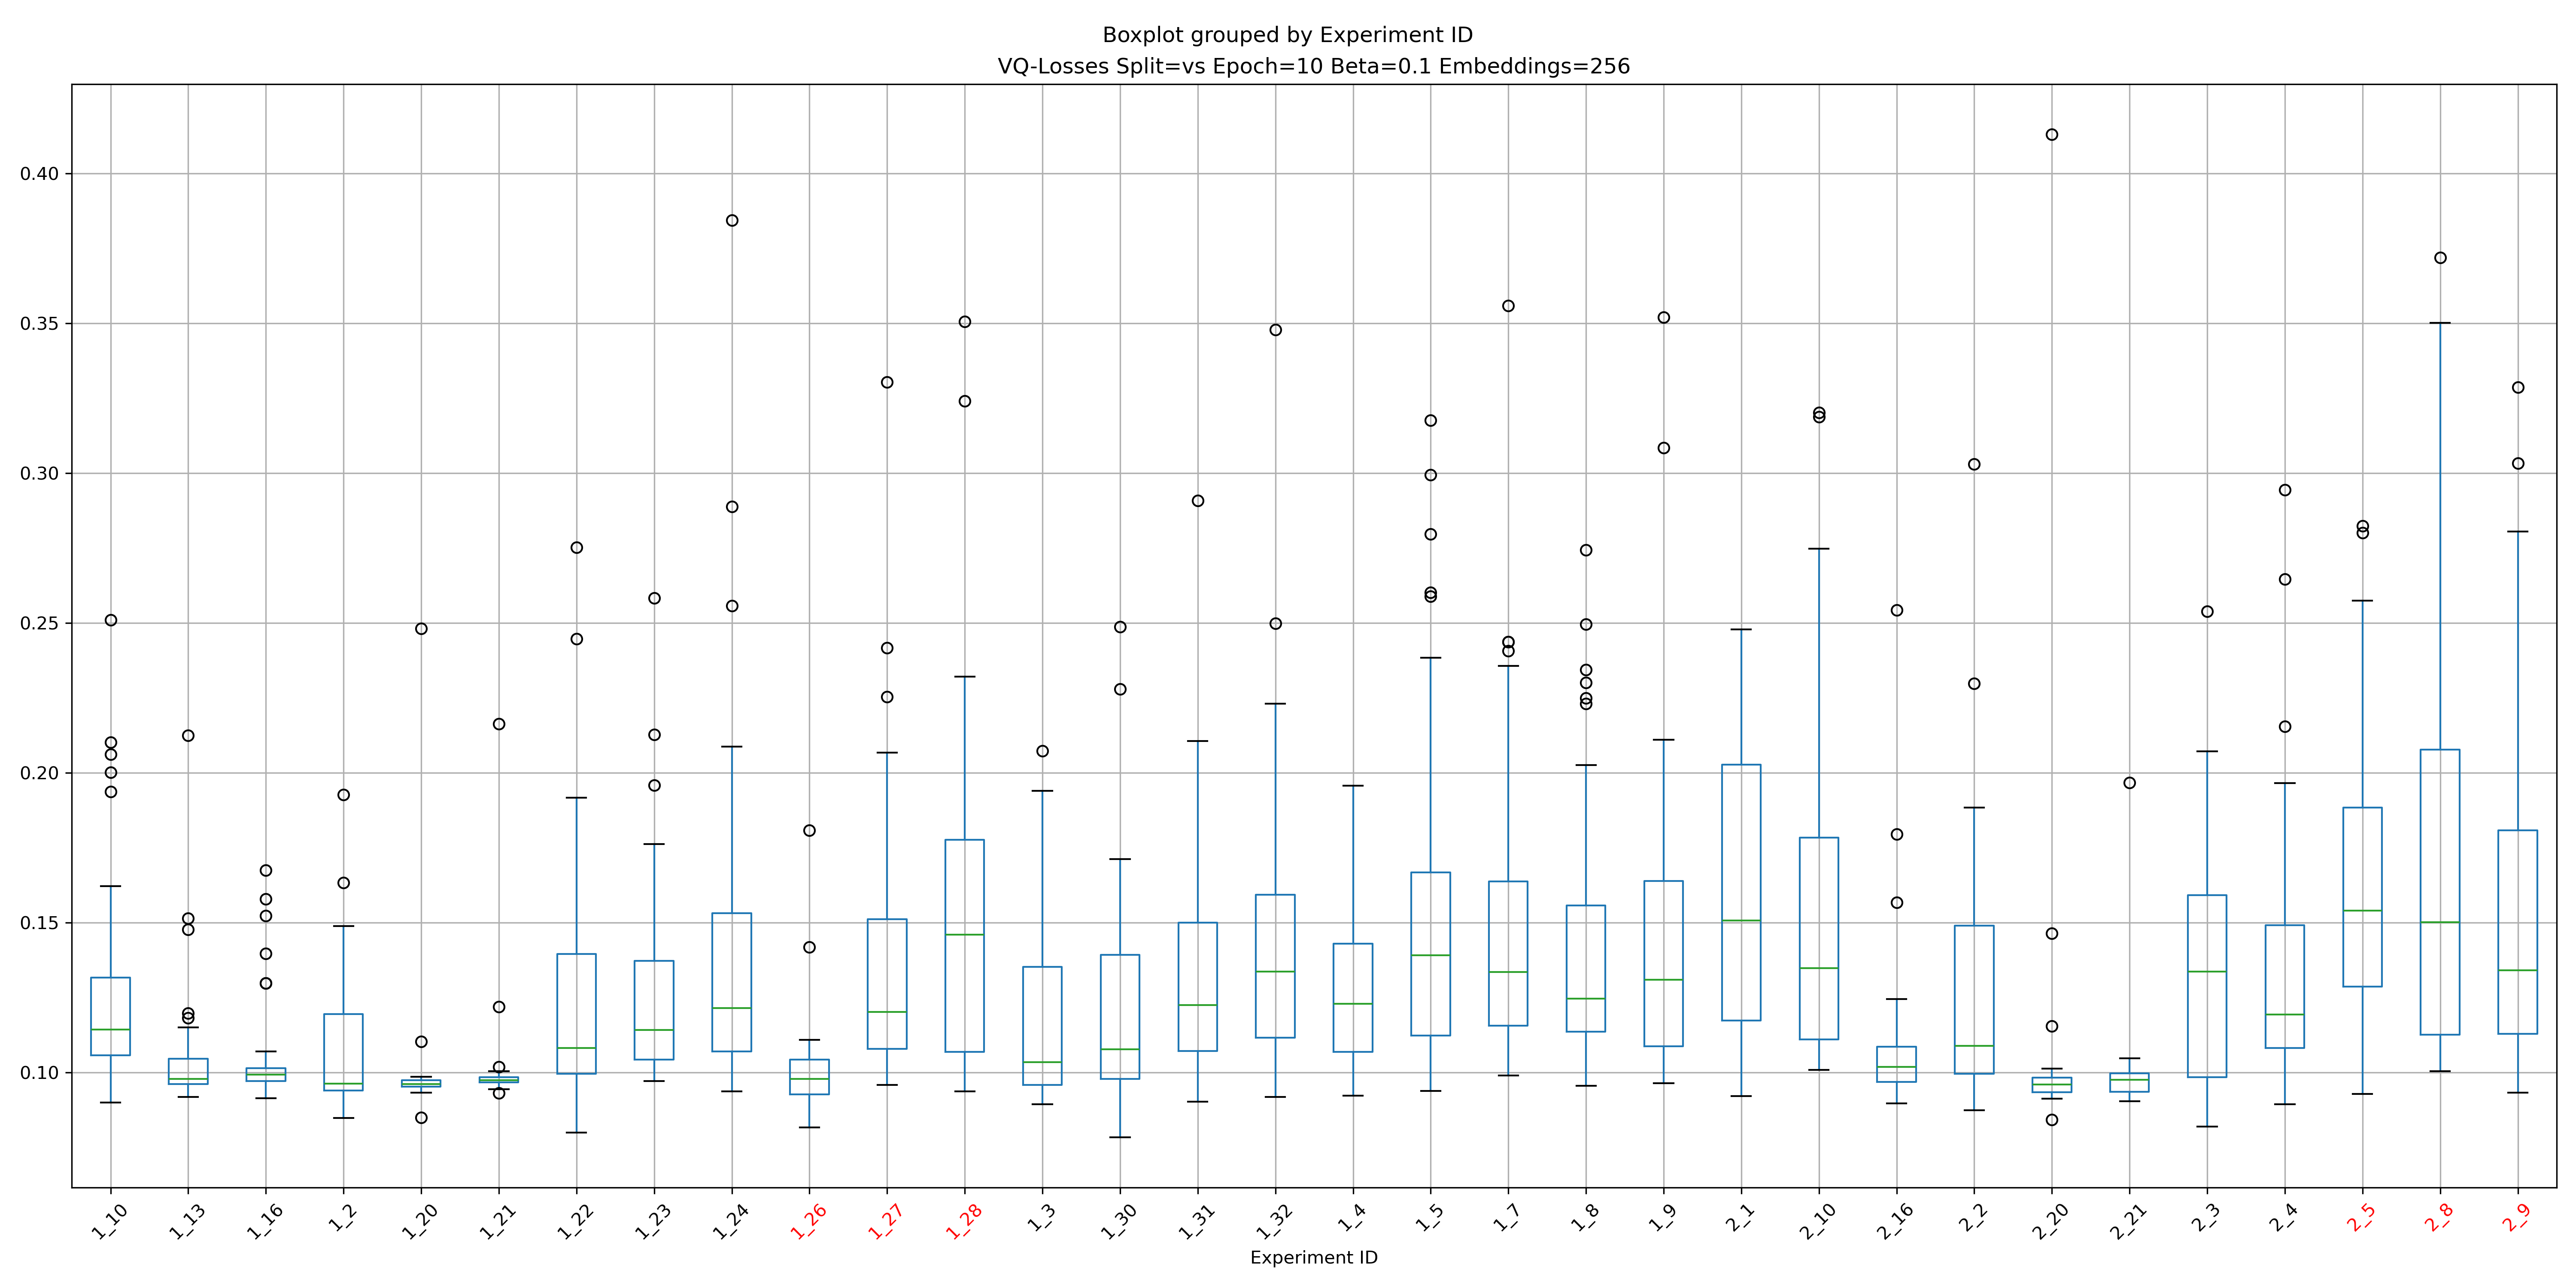 Boxplot grouped by Experiment ID
VQ-Losses Split=vs Epoch=10 Beta=0.1 Embeddings=256
0.40
0.35
0.30
0.25
0.20
0.15
0.10
1_10 1_13 1_16 1_2 1_20 1_21 1_22 1_23 1_24 1_26 1_27 1_28 1_3 1_30 1_31 1_32 1_4 1_5 1_7 1_8 1_9 2_1 2_10 2_16 2_2 2_20 2_21 2_3 2_4 2_5 2_8 2_9
Experiment ID